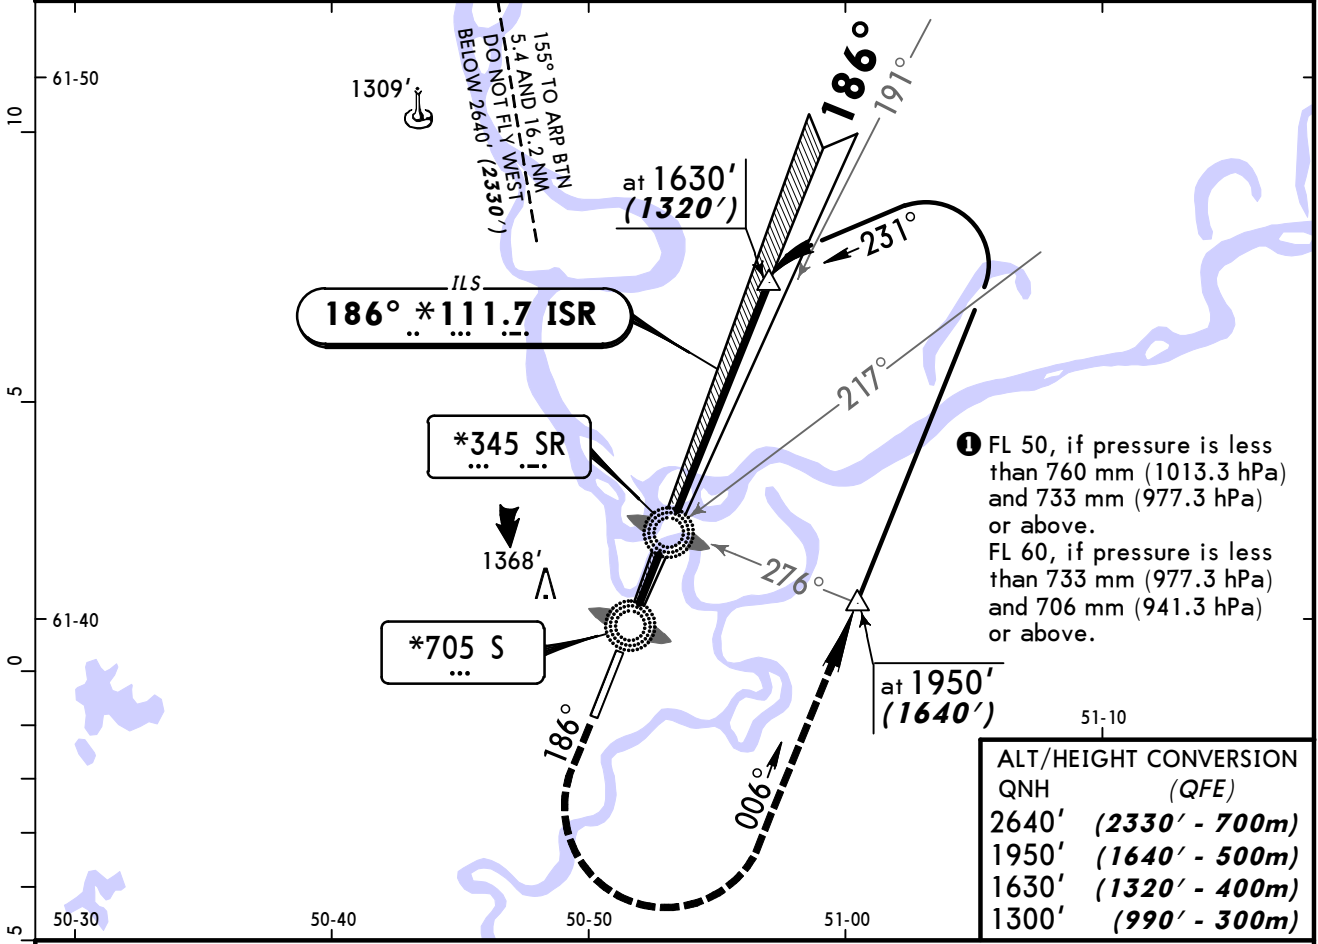 61-50
10
1309'
155° TO ARP BTN
5.4 AND 16.2 NM
DO NOT FLY WEST
BELOW 2640' (2330')
186°
191°
at 1630'
(1320')
231°
ILS
186° *111.7 ISR
217°
5
*345 SR
1368'
276°
❶ FL 50, if pressure is less
than 760 mm (1013.3 hPa)
and 733 mm (977.3 hPa)
or above.
FL 60, if pressure is less
than 733 mm (977.3 hPa)
and 706 mm (941.3 hPa)
or above.
61-40
0
*705 S
at 1950'
(1640')
186°
006°
51-10
ALT/HEIGHT CONVERSION
QNH (QFE)
2640' (2330' - 700m)
1950' (1640' - 500m)
1630' (1320' - 400m)
1300' (990' - 300m)
5
50-30
50-40
50-50
51-00